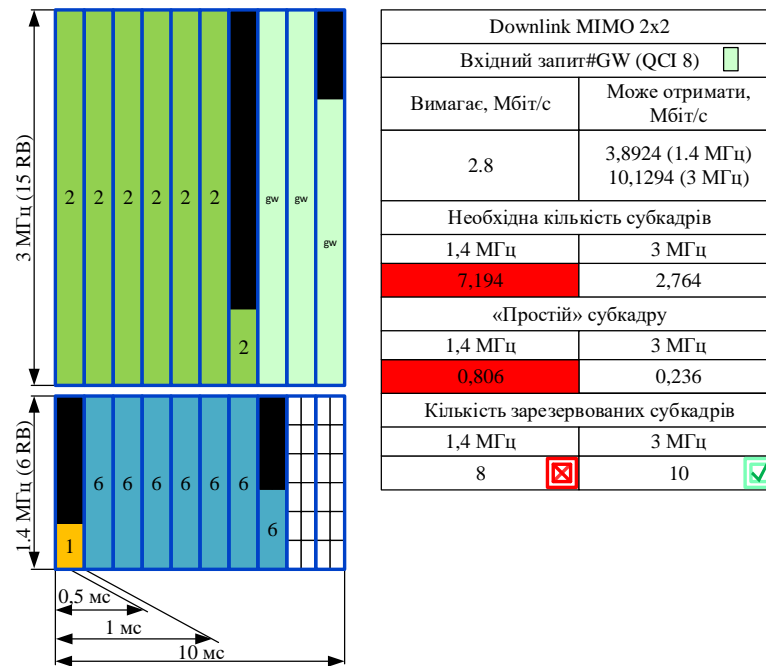 3 МГц (15 RB)
2 2 2 2 2 2 gw gw gw
2
1.4 МГц (6 RB)
6 6 6 6 6 6
1 6
0,5 мс
1 мс
10 мс
Downlink MIMO 2x2
Вхідний запит#GW (QCI 8)
Вимагає, Мбіт/с
Може отримати,
Мбіт/с
2.8
3,8924 (1.4 МГц)
10,1294 (3 МГц)
Необхідна кількість субкадрів
1,4 МГц 3 МГц
7,194 2,764
«Простій» субкадру
1,4 МГц 3 МГц
0,806 0,236
Кількість зарезервованих субкадрів
1,4 МГц 3 МГц
8 10